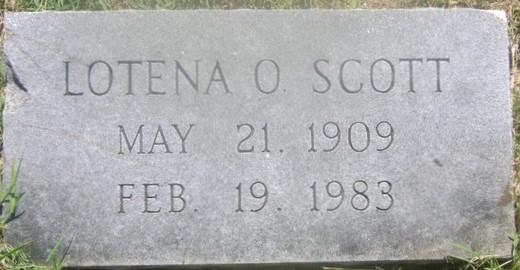 LOTENA O. SCOTT
MAY 21. 1909
FEB. 19. 1983